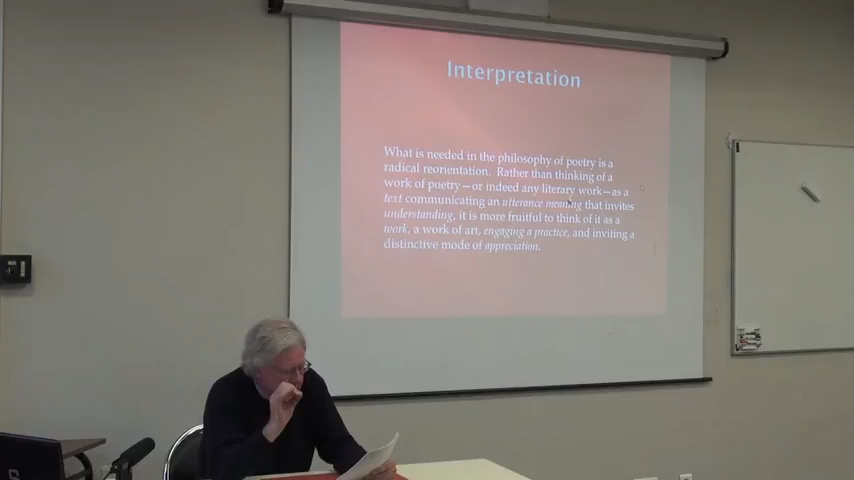 Interpretation
What is needed in the philosophy of poetry is a
radical reorientation. Rather than thinking of a
work of poetry—or indeed any literary work—as a
text communicating an utterance meaning that invites
understanding, it is more fruitful to think of it as a
work, a work of art, engaging a practice, and inviting a
distinctive mode of appreciation.